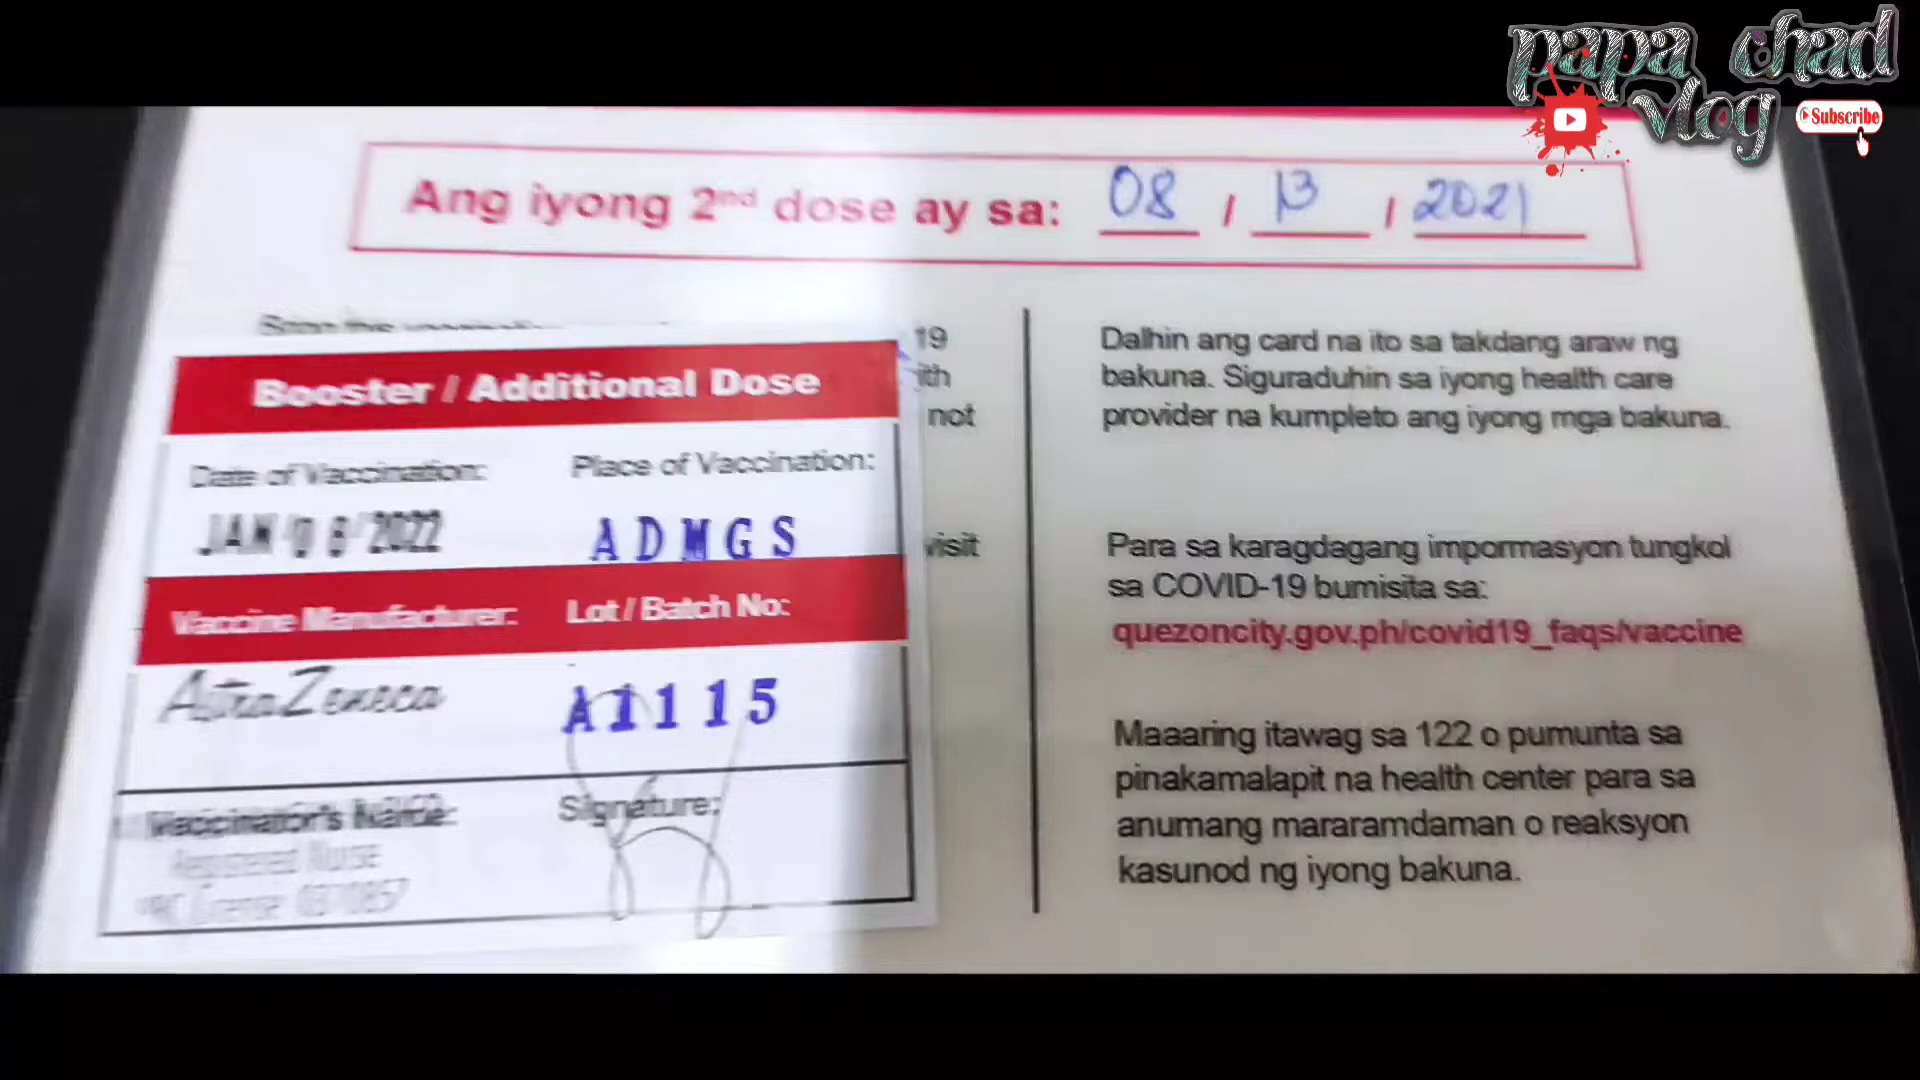 papa chad
vlog
Subscribe
Ang iyong 2nd dose ay sa: 08 / 13 / 2021
19
ith
not
visit
Booster / Additional Dose
Date of Vaccination: Place of Vaccination:
2022 ADMGS
Vaccine Manufacturer: Lot / Batch No:
AstraZeneca A1115
Vaccinator's Name: Signature:
Registered Nurse
Dalhin ang card na ito sa takdang araw ng
bakuna. Siguraduhin sa iyong health care
provider na kumpleto ang iyong mga bakuna.
Para sa karagdagang impormasyon tungkol
sa COVID-19 bumisita sa:
quezoncity.gov.ph/covid19_faqs/vaccine
Maaaring itawag sa 122 o pumunta sa
pinakamalapit na health center para sa
anumang mararamdaman o reaksyon
kasunod ng iyong bakuna.